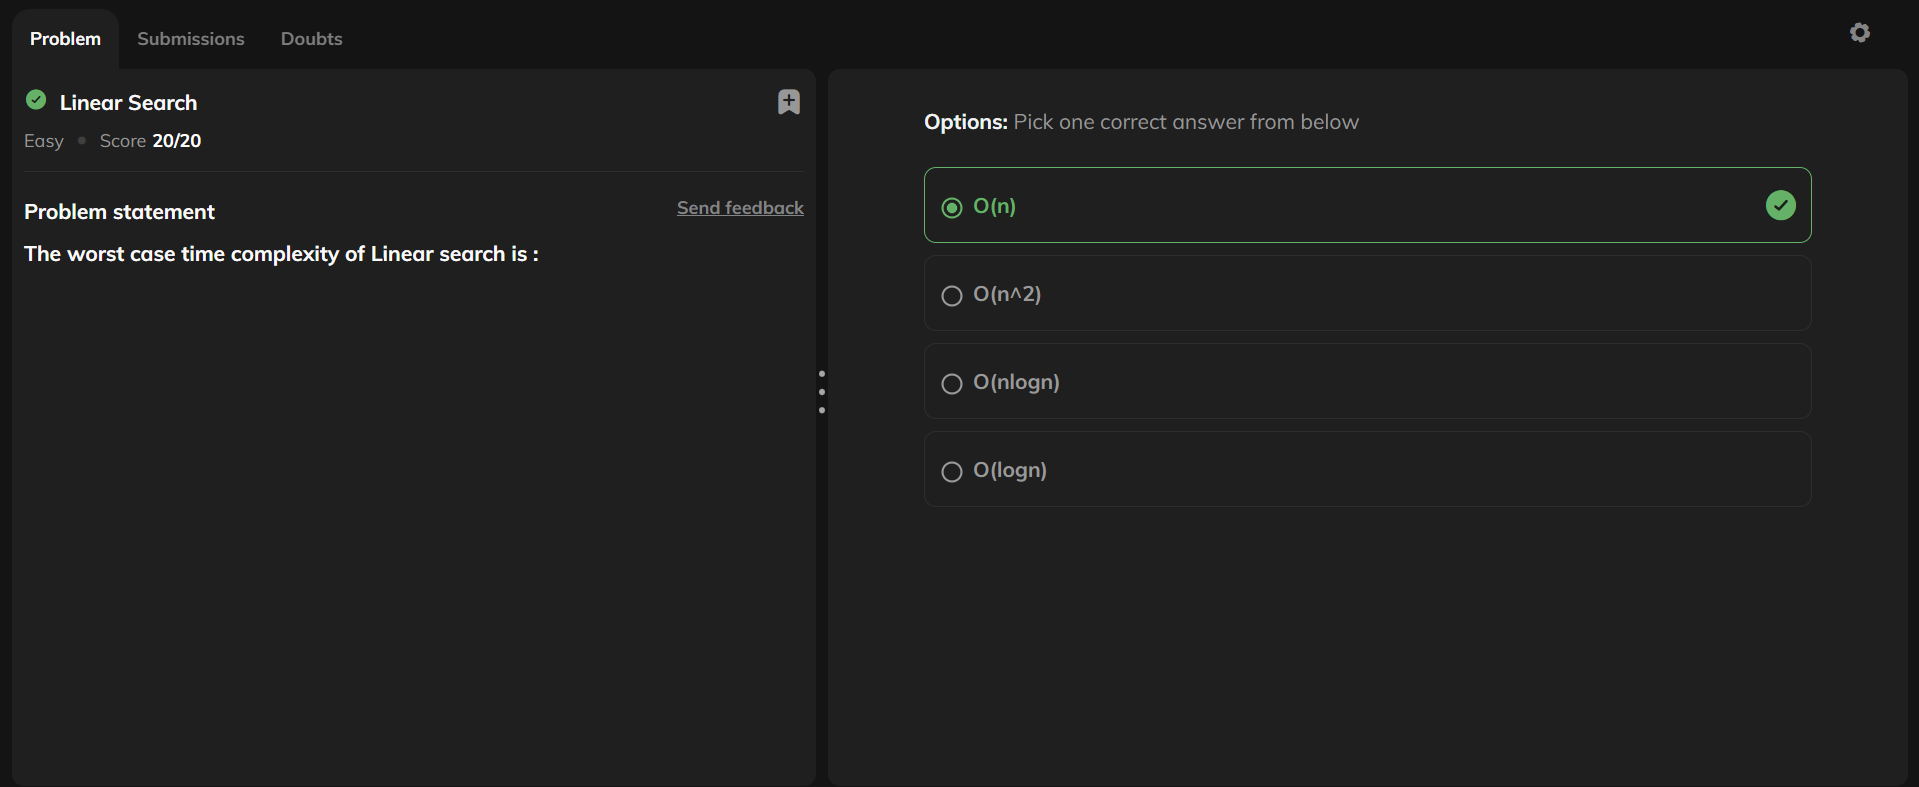 Problem Submissions Doubts
Linear Search
Easy Score 20/20
Problem statement Send feedback
The worst case time complexity of Linear search is :
Options: Pick one correct answer from below
O(n)
O(n^2)
O(nlogn)
O(logn)